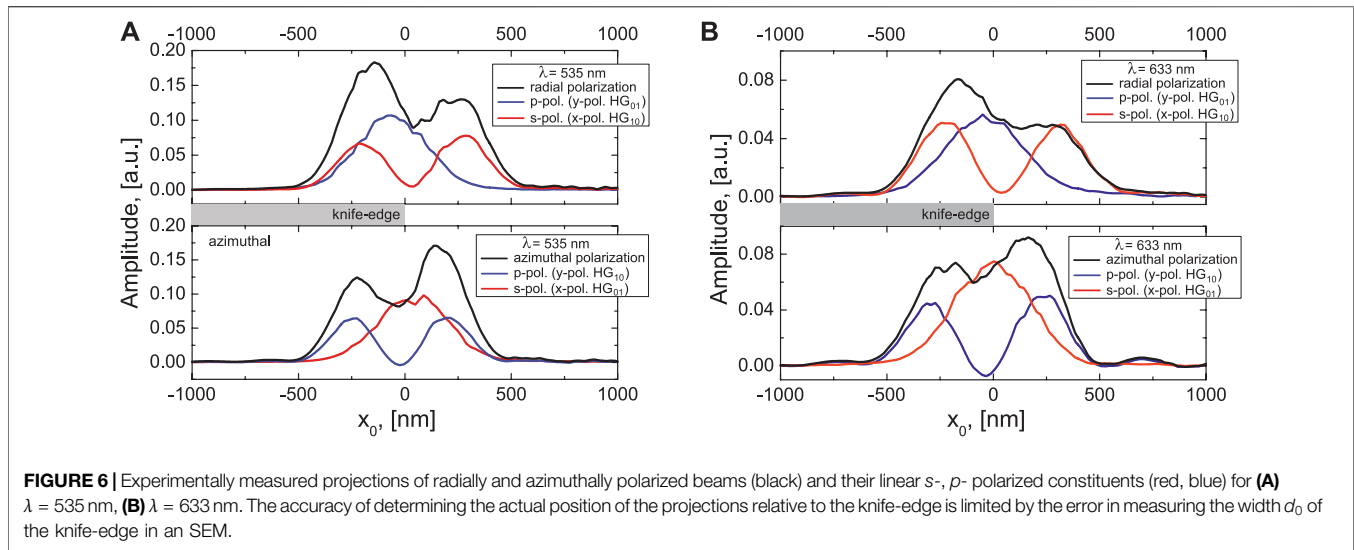 A
B
-1000 -500 0 500 1000
-1000 -500 0 500 1000
Amplitude, [a.u.]
0.20
0.15
0.10
0.05
0.00
λ = 535 nm
radial polarization
p-pol. (y-pol. HG₀₁)
s-pol. (x-pol. HG₁₀)
knife-edge
0.20
0.15
0.10
0.05
0.00
azimuthal
λ = 535 nm
azimuthal polarization
p-pol. (y-pol. HG₁₀)
s-pol. (x-pol. HG₀₁)
-1000 -500 0 500 1000
x₀, [nm]
Amplitude, [a.u.]
0.08
0.04
0.00
λ = 633 nm
radial polarization
p-pol. (y-pol. HG₀₁)
s-pol. (x-pol. HG₁₀)
knife-edge
0.08
0.04
0.00
λ = 633 nm
azimuthal polarization
p-pol. (y-pol. HG₁₀)
s-pol. (x-pol. HG₀₁)
-1000 -500 0 500 1000
x₀, [nm]
FIGURE 6 | Experimentally measured projections of radially and azimuthally polarized beams (black) and their linear s-, p- polarized constituents (red, blue) for (A)
λ = 535 nm, (B) λ = 633 nm. The accuracy of determining the actual position of the projections relative to the knife-edge is limited by the error in measuring the width d₀ of
the knife-edge in an SEM.